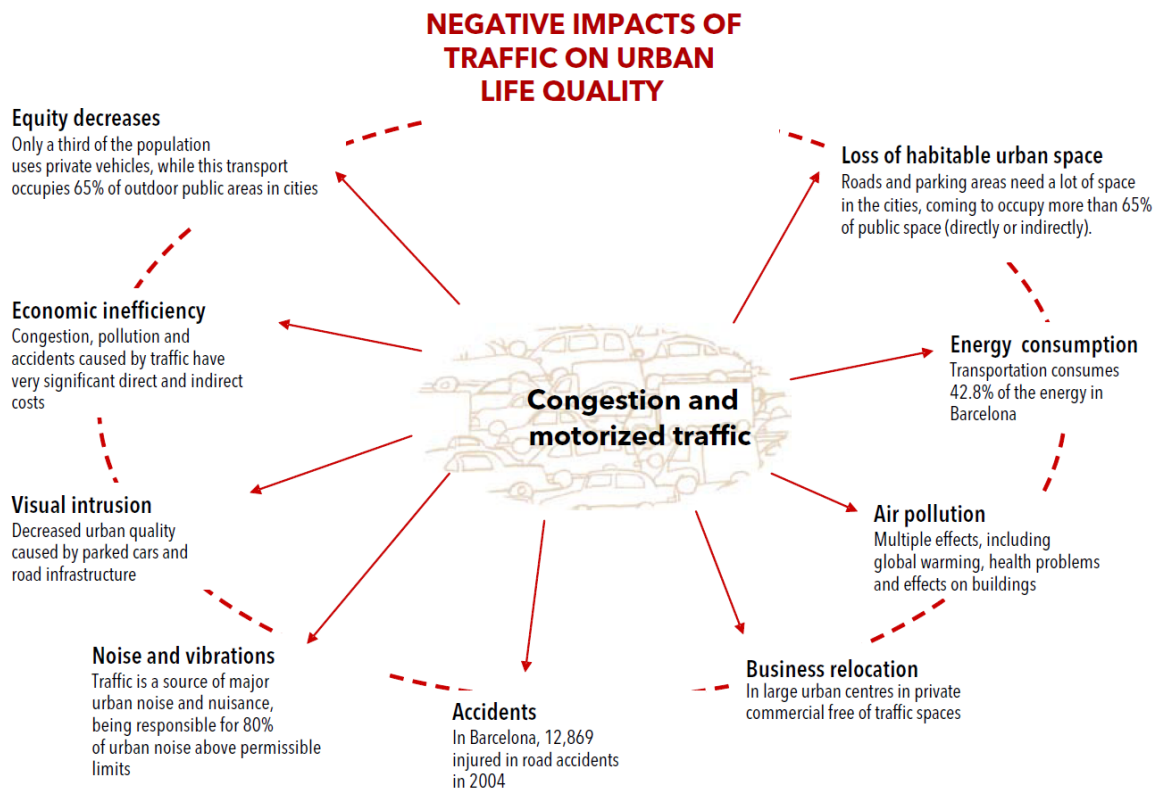 NEGATIVE IMPACTS OF
TRAFFIC ON URBAN
LIFE QUALITY
Equity decreases
Only a third of the population
uses private vehicles, while this transport
occupies 65% of outdoor public areas in cities
Loss of habitable urban space
Roads and parking areas need a lot of space
in the cities, coming to occupy more than 65%
of public space (directly or indirectly).
Economic inefficiency
Congestion, pollution and
accidents caused by traffic have
very significant direct and indirect
costs
Energy consumption
Transportation consumes
42.8% of the energy in
Barcelona
Congestion and
motorized traffic
Visual intrusion
Decreased urban quality
caused by parked cars and
road infrastructure
Air pollution
Multiple effects, including
global warming, health problems
and effects on buildings
Noise and vibrations
Traffic is a source of major
urban noise and nuisance,
being responsible for 80%
of urban noise above permissible
limits
Accidents
In Barcelona, 12,869
injured in road accidents
in 2004
Business relocation
In large urban centres in private
commercial free of traffic spaces